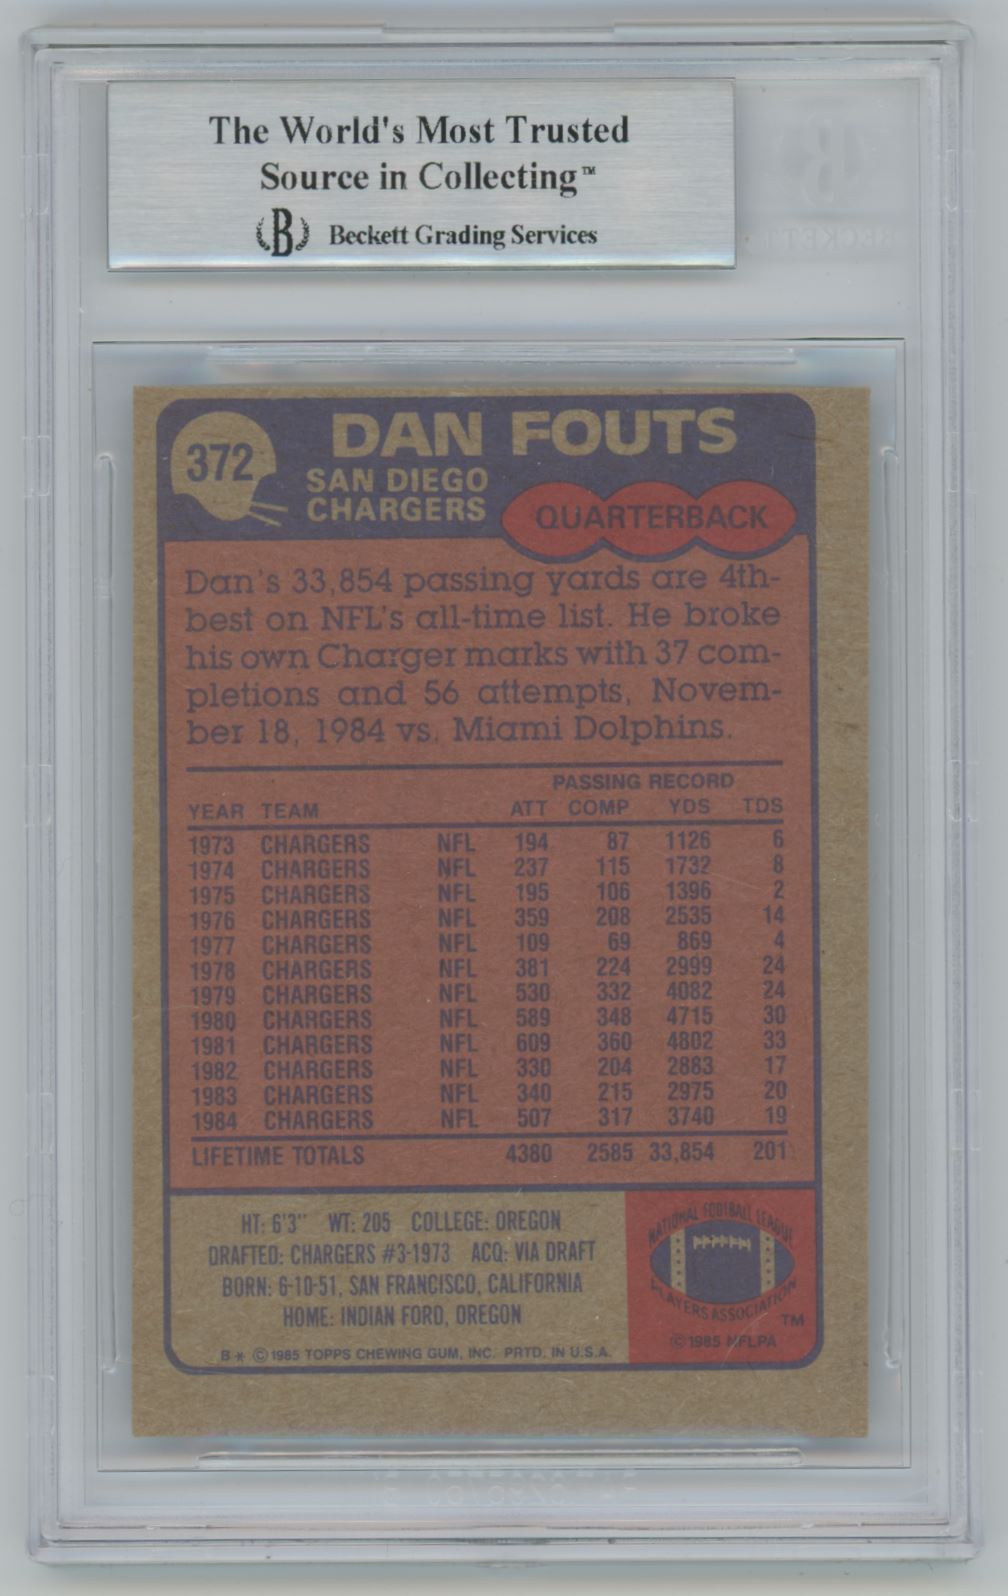 The World's Most Trusted
Source in Collecting™
B Beckett Grading Services
BECKETT
372
DAN FOUTS
SAN DIEGO
CHARGERS
QUARTERBACK
Dan's 33,854 passing yards are 4th-
best on NFL's all-time list. He broke
his own Charger marks with 37 com-
pletions and 56 attempts, Novem-
ber 18, 1984 vs. Miami Dolphins.
PASSING RECORD
YEAR TEAM ATT COMP YDS TDS
1973 CHARGERS NFL 194 87 1126 6
1974 CHARGERS NFL 237 115 1732 8
1975 CHARGERS NFL 195 106 1396 2
1976 CHARGERS NFL 359 208 2535 14
1977 CHARGERS NFL 109 69 869 4
1978 CHARGERS NFL 381 224 2999 24
1979 CHARGERS NFL 530 332 4082 24
1980 CHARGERS NFL 589 348 4715 30
1981 CHARGERS NFL 609 360 4802 33
1982 CHARGERS NFL 330 204 2883 17
1983 CHARGERS NFL 340 215 2975 20
1984 CHARGERS NFL 507 317 3740 19
LIFETIME TOTALS 4380 2585 33,854 201
HT: 6'3" WT: 205 COLLEGE: OREGON
DRAFTED: CHARGERS #3-1973 ACQ: VIA DRAFT
BORN: 6-10-51, SAN FRANCISCO, CALIFORNIA
HOME: INDIAN FORD, OREGON
B* © 1985 TOPPS CHEWING GUM, INC. PRTD. IN U.S.A.
NATIONAL FOOTBALL LEAGUE
PLAYERS ASSOCIATION
TM
© 1985 NFLPA